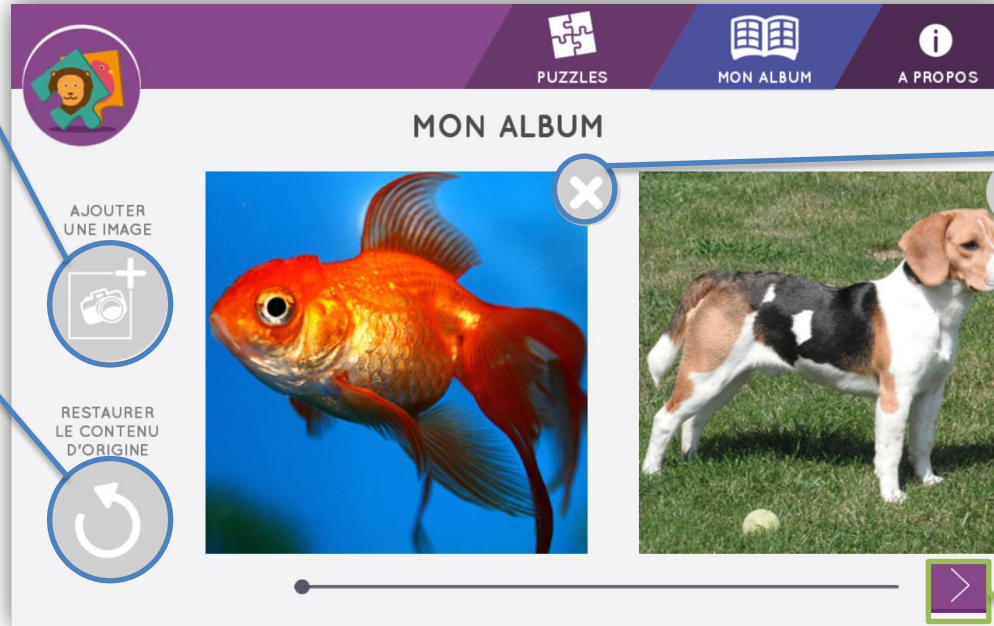 PUZZLES
MON ALBUM
A PROPOS
MON ALBUM
AJOUTER
UNE IMAGE
RESTAURER
LE CONTENU
D'ORIGINE